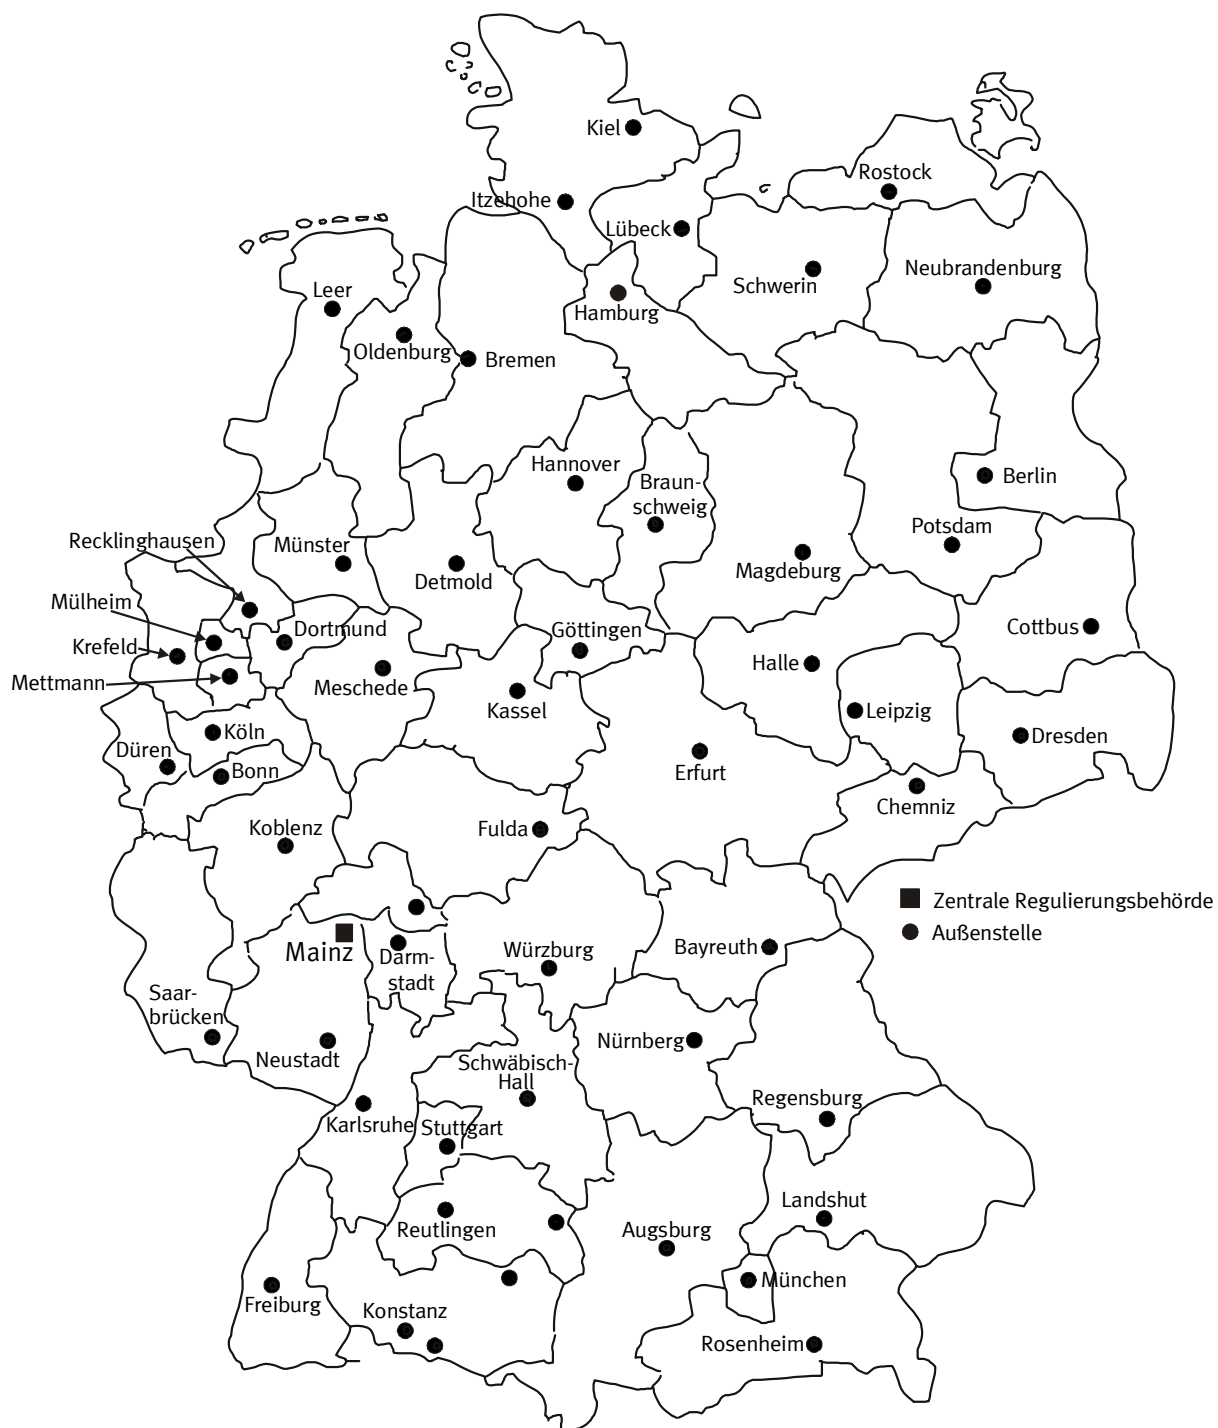 Kiel
Rostock
Itzehohe
Lübeck
Neubrandenburg
Schwerin
Leer
Hamburg
Oldenburg
Bremen
Hannover
Braun-
schweig
Berlin
Potsdam
Recklinghausen
Münster
Detmold
Magdeburg
Mülheim
Dortmund
Göttingen
Cottbus
Krefeld
Halle
Mettmann
Meschede
Kassel
Leipzig
Köln
Dresden
Düren
Bonn
Erfurt
Chemniz
Koblenz
Fulda
Zentrale Regulierungsbehörde
Außenstelle
Mainz
Darm-
stadt
Würzburg
Bayreuth
Saar-
brücken
Neustadt
Nürnberg
Schwäbisch-
Hall
Regensburg
Karlsruhe
Stuttgart
Landshut
Reutlingen
Augsburg
München
Freiburg
Konstanz
Rosenheim